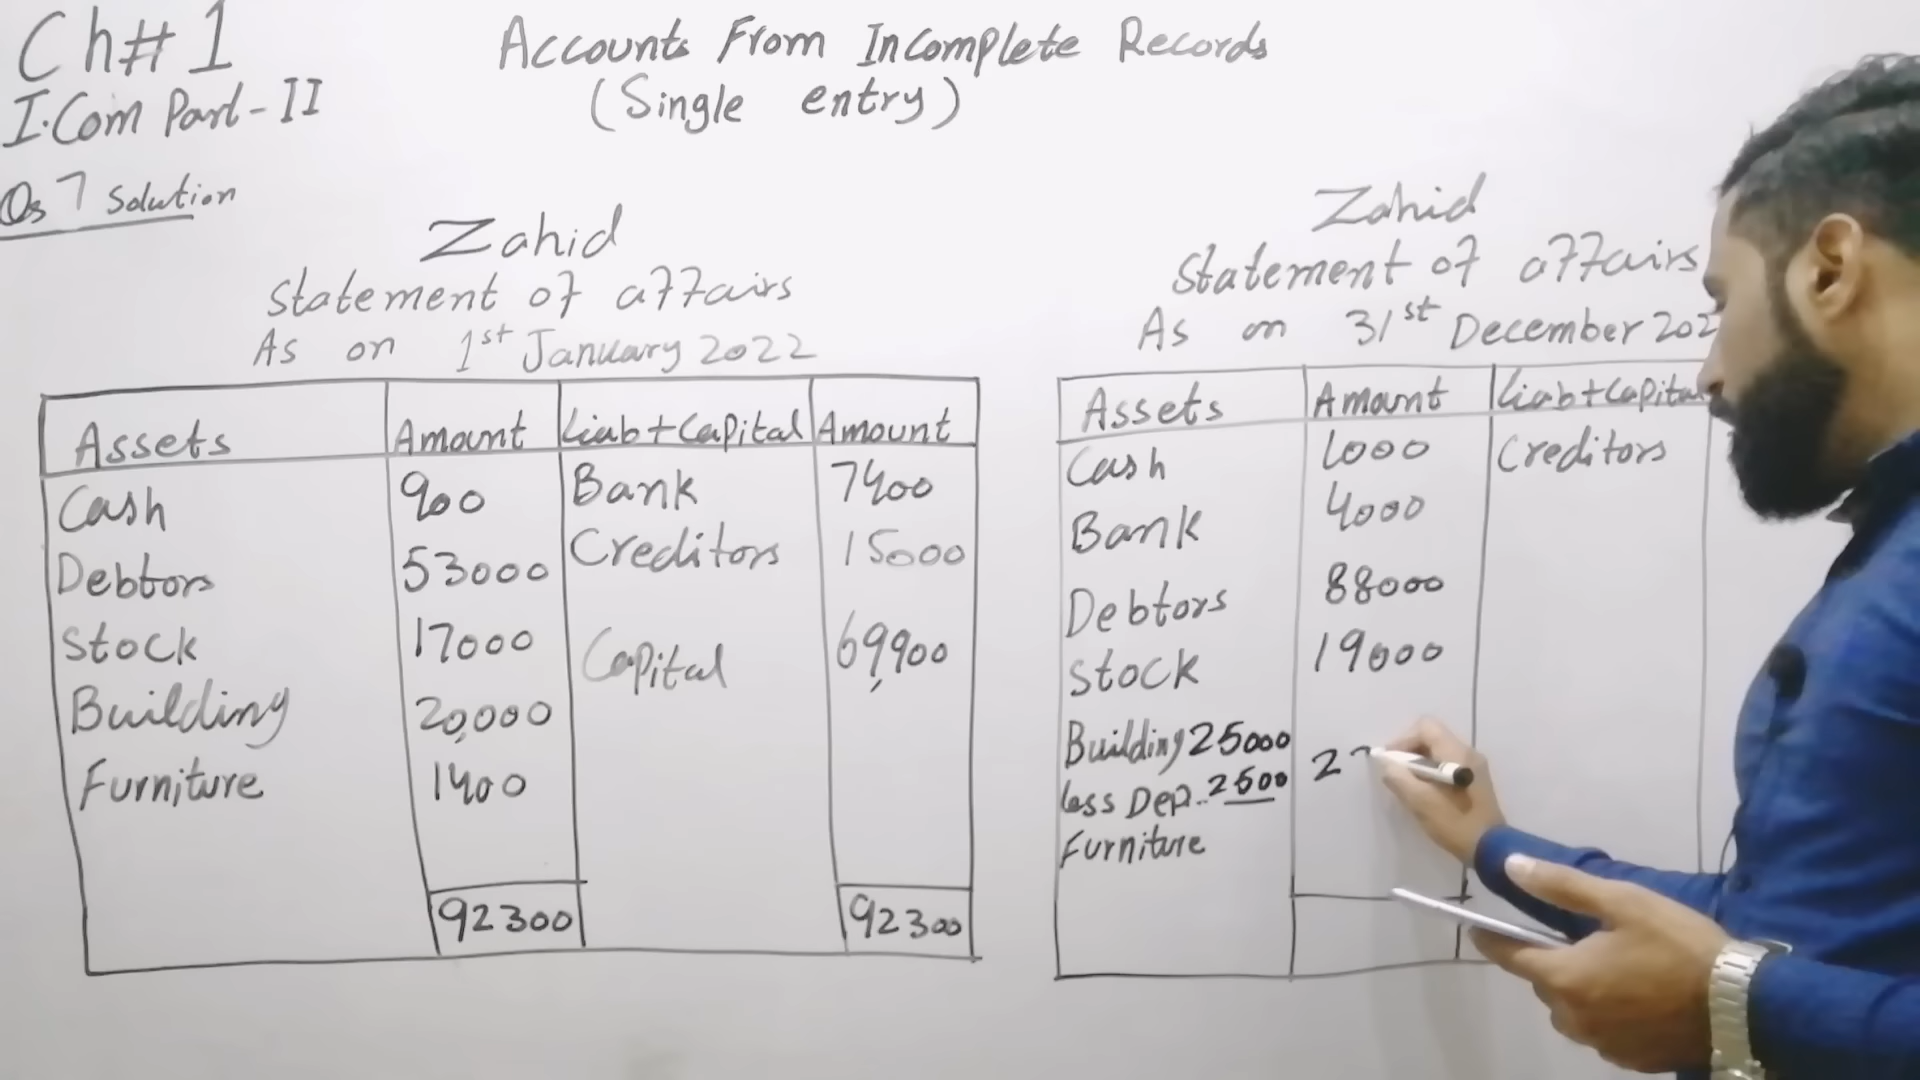 Ch# 1
I.Com Part-II
Qs 7 Solution
Accounts From Incomplete Records
(Single entry)
Zahid
Statement of affairs
As on 1st January 2022
Assets Amount Liab+Capital Amount
Cash 900 Bank 7400
Debtors 53000 Creditors 15000
Stock 17000 Capital 69,900
Building 20,000
Furniture 1400
92300 92300
Zahid
Statement of affairs
As on 31st December 202
Assets Amount Liab+Capital
Cash 1000 Creditors
Bank 4000
Debtors 88000
Stock 19000
Building 25000
less Dep.. 2500 2
Furniture